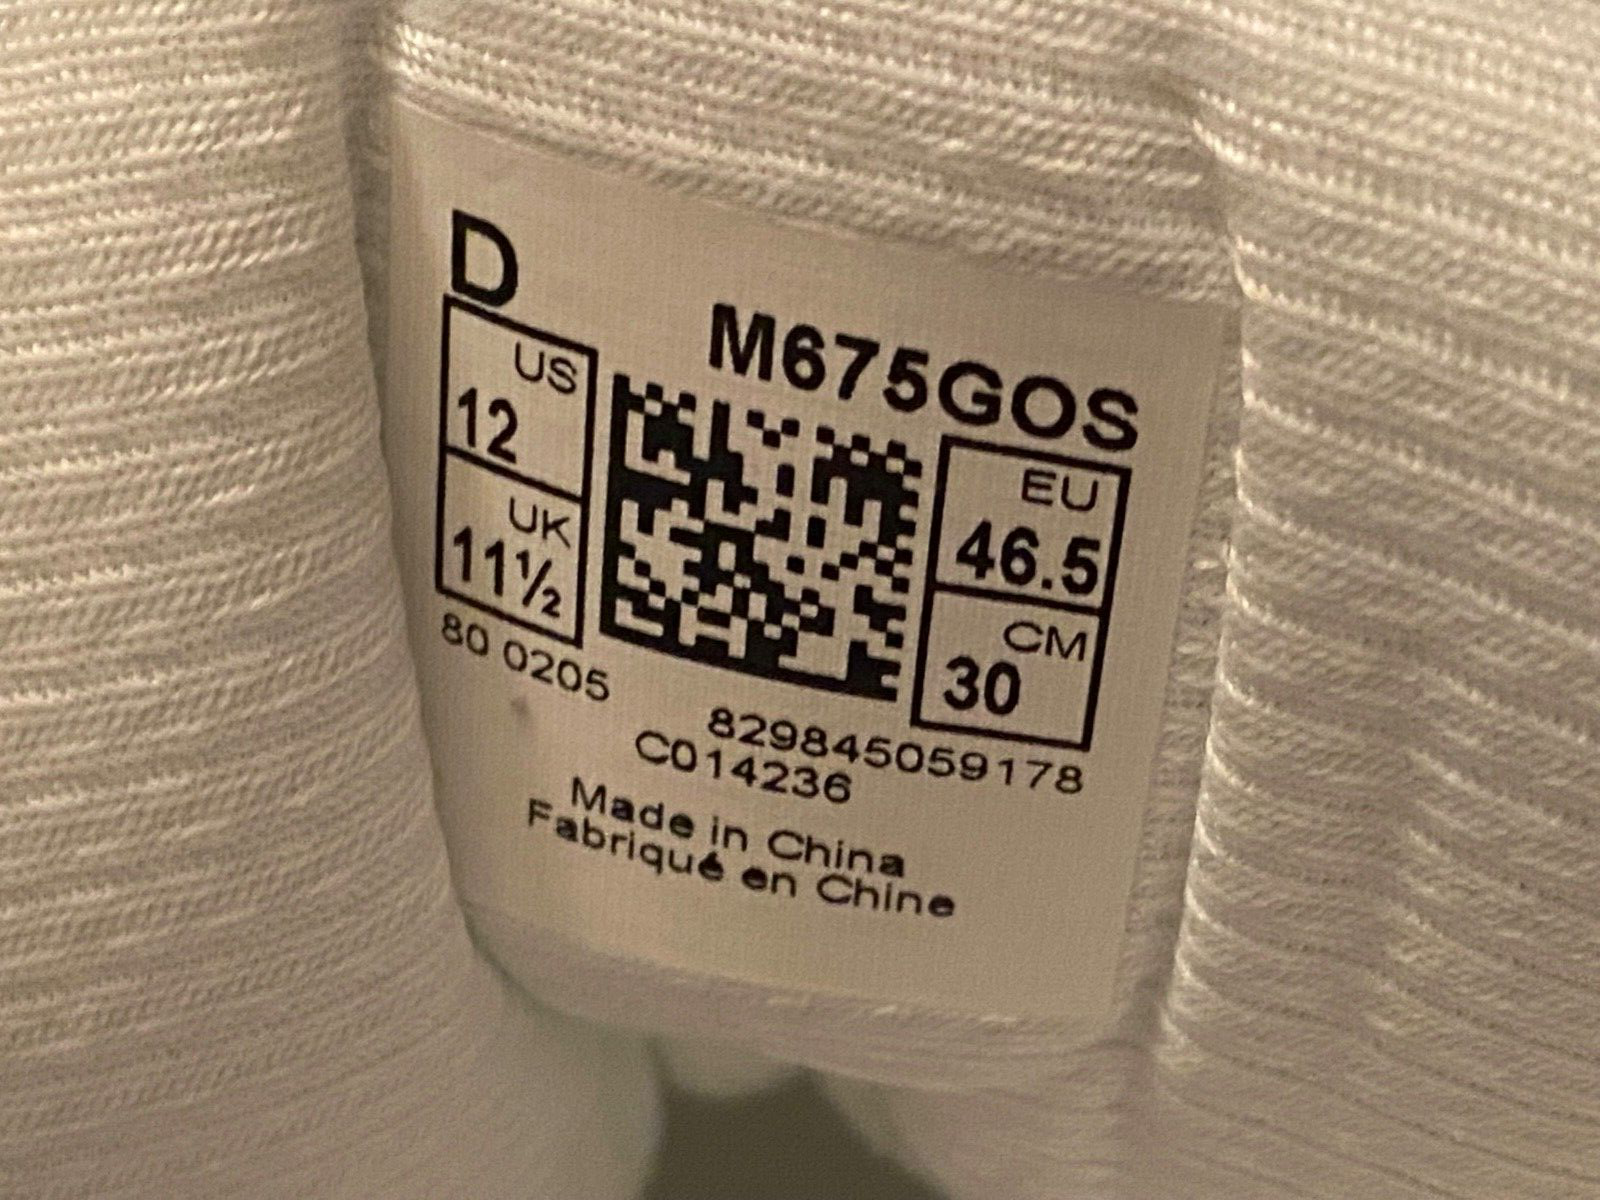 D
M675GOS
US
12
UK
11½
EU
46.5
CM
30
80 0205
829845059178
C014236
Made in China
Fabriqué en Chine